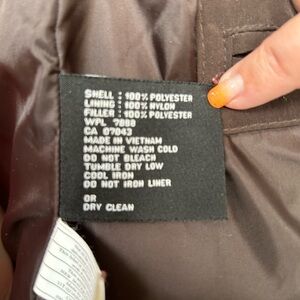 SHELL : 100% POLYESTER
LINING : 100% NYLON
FILLER : 100% POLYESTER
WPL 7888
CA 07043
MADE IN VIETNAM
MACHINE WASH COLD
DO NOT BLEACH
TUMBLE DRY LOW
COOL IRON
DO NOT IRON LINER
OR
DRY CLEAN